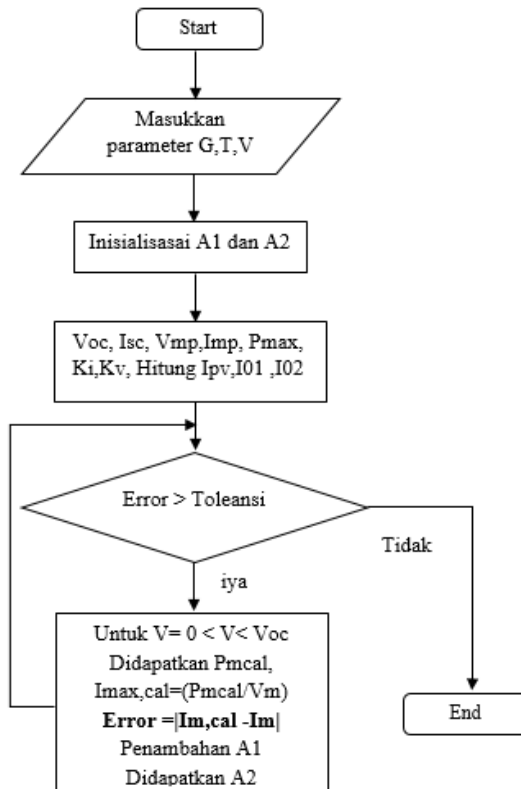 Start
Masukkan
parameter G,T,V
Inisialisasai A1 dan A2
Voc, Isc, Vmp,Imp, Pmax,
Ki,Kv, Hitung Ipv,I01 ,I02
Error > Toleansi
Tidak
iya
Untuk V= 0 < V< Voc
Didapatkan Pmcal,
Imax,cal=(Pmcal/Vm)
Error =|Im,cal -Im|
Penambahan A1
Didapatkan A2
End